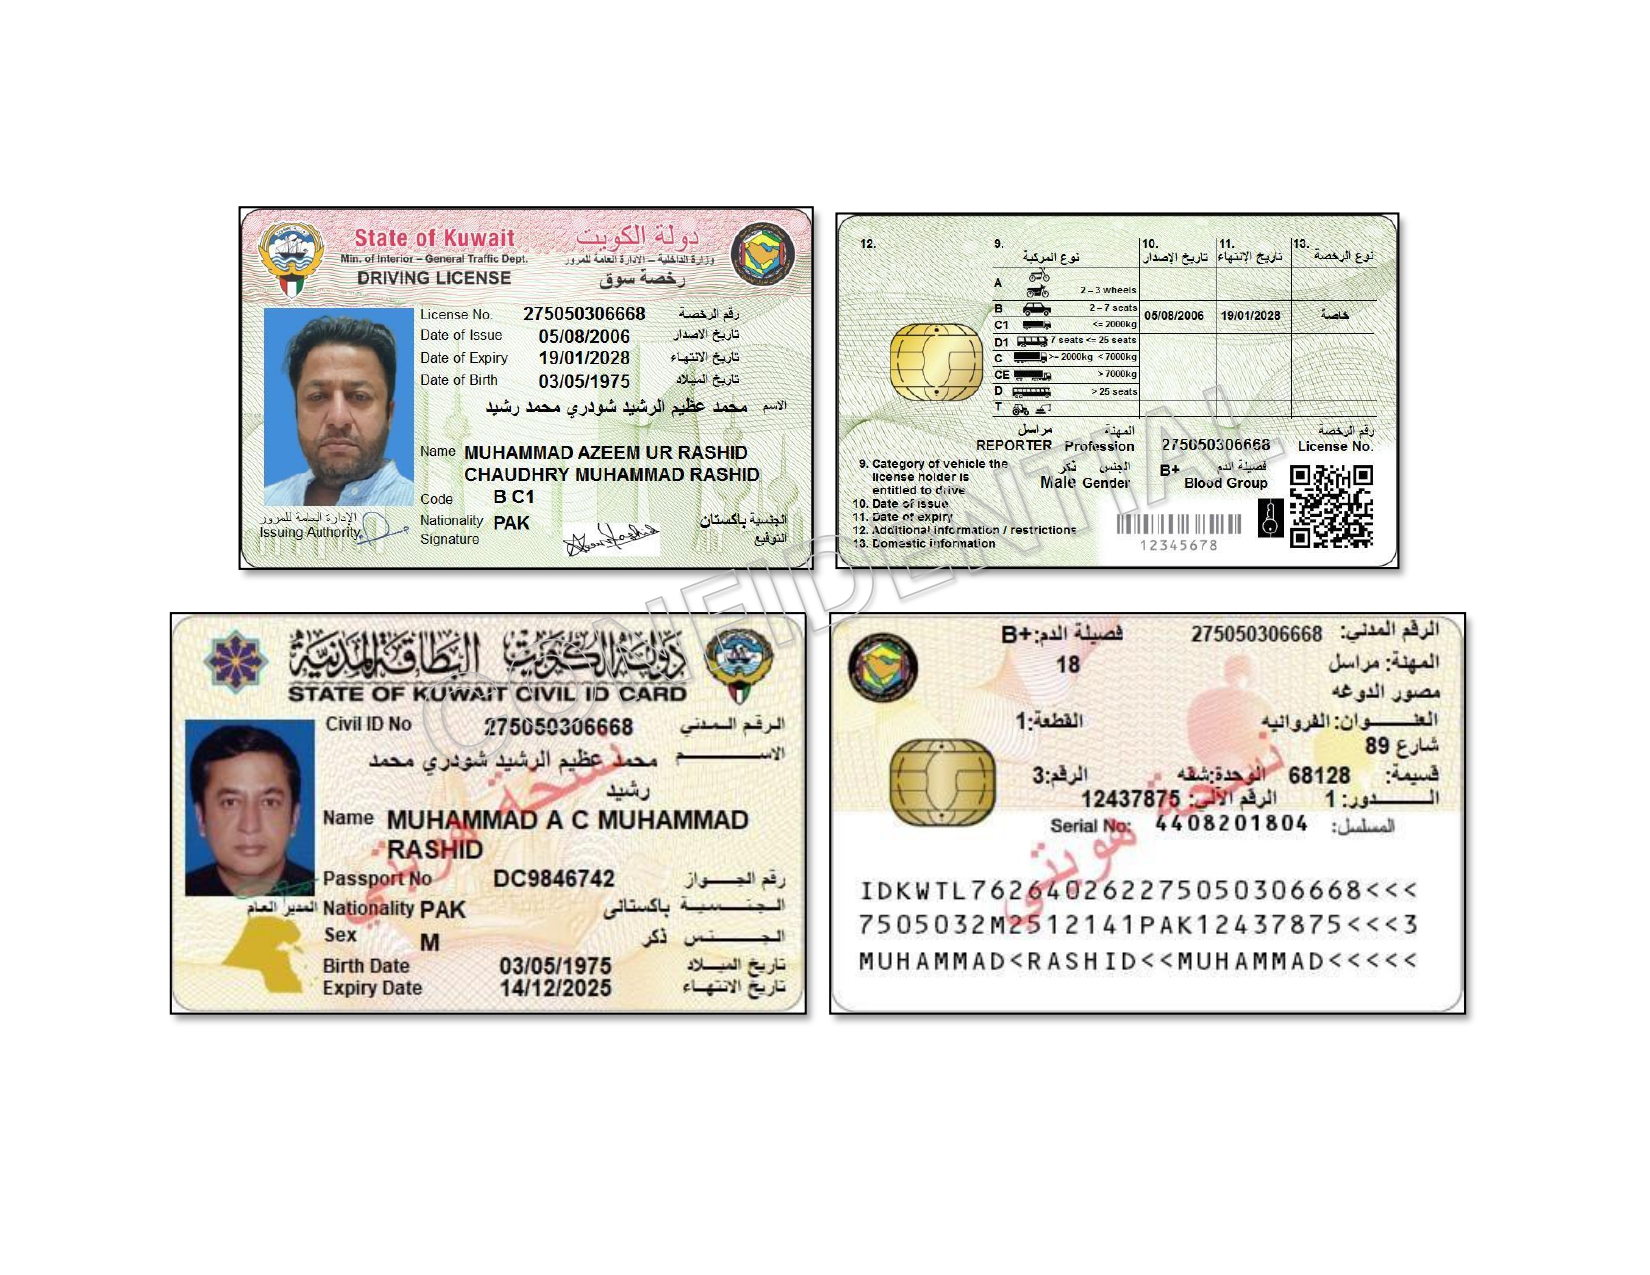 State of Kuwait دولة الكويت
Min. of Interior – General Traffic Dept. وزارة الداخلية – الادارة العامة للمرور
DRIVING LICENSE رخصة سوق
License No. 275050306668 رقم الرخصة
Date of Issue 05/08/2006 تاريخ الاصدار
Date of Expiry 19/01/2028 تاريخ الانتهاء
Date of Birth 03/05/1975 تاريخ الميلاد
الاسم محمد عظيم الرشيد شودري محمد رشيد
Name MUHAMMAD AZEEM UR RASHID
CHAUDHRY MUHAMMAD RASHID
Code B C1
الإدارة العامة للمرور
Issuing Authority
Nationality PAK الجنسية باكستان
Signature التوقيع
12. 9. 10. 11. 13.
نوع المركبة تاريخ الإصدار تاريخ الإنتهاء نوع الرخصة
A
2 – 3 wheels
B 2 – 7 seats
05/08/2006 19/01/2028 خاصة
C1 <= 2000kg
D1 7 seats <= 25 seats
C >= 2000kg < 7000kg
CE > 7000kg
D > 25 seats
T
مراسل المهنة رقم الرخصة
REPORTER Profession 275050306668 License No.
ذكر الجنس فصيلة الدم
Male Gender B+ Blood Group
9. Category of vehicle the
license holder is
entitled to drive
10. Date of issue
11. Date of expiry
12. Additional information / restrictions
13. Domestic information
12345678
CONFIDENTIAL
دولة الكويت البطاقة المدنية
STATE OF KUWAIT CIVIL ID CARD
Civil ID No 275050306668 الرقم المدني
الاسم محمد عظيم الرشيد شودري محمد
رشيد
Name MUHAMMAD A C MUHAMMAD
RASHID
Passport No DC9846742 رقم الجواز
المدير العام Nationality PAK الجنسية باكستانى
Sex M الجنس ذكر
Birth Date 03/05/1975 تاريخ الميلاد
Expiry Date 14/12/2025 تاريخ الانتهاء
نسخة هويتي
الرقم المدني: 275050306668 فصيلة الدم: B+
المهنة: مراسل 18
مصور الدوغه
العنــوان: الفروانيه القطعة: 1
شارع 89
قسيمة: 68128 الوحدة: شقه الرقم: 3
الــدور: 1 الرقم الآلي: 12437875
Serial No: 4408201804 المسلسل:
نسخة هويتي
IDKWTL762640262275050306668<<<
7505032M2512141PAK12437875<<<3
MUHAMMAD<RASHID<<MUHAMMAD<<<<<